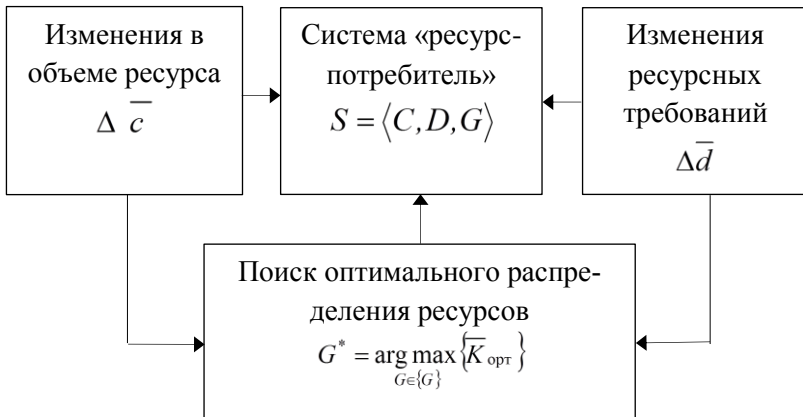 Изменения в
объеме ресурса
Δ c̅
Система «ресурс-
потребитель»
S = ⟨C, D, G⟩
Изменения
ресурсных
требований
Δd̅
Поиск оптимального распре-
деления ресурсов
G* = arg max {K̅ орт}
G∈{G}